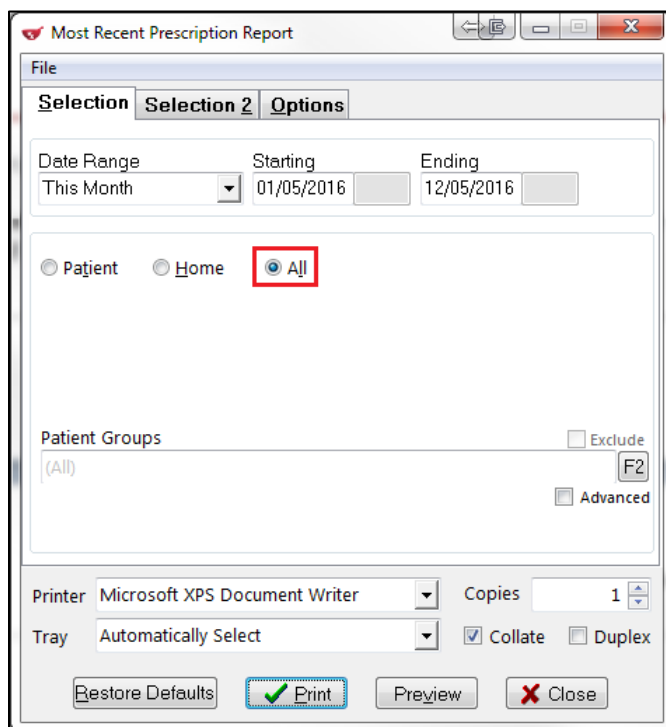 Most Recent Prescription Report
File
Selection Selection 2 Options
Date Range Starting Ending
This Month 01/05/2016 12/05/2016
Patient Home All
Patient Groups Exclude
(All) F2
Advanced
Printer Microsoft XPS Document Writer Copies 1
Tray Automatically Select Collate Duplex
Restore Defaults Print Preview Close